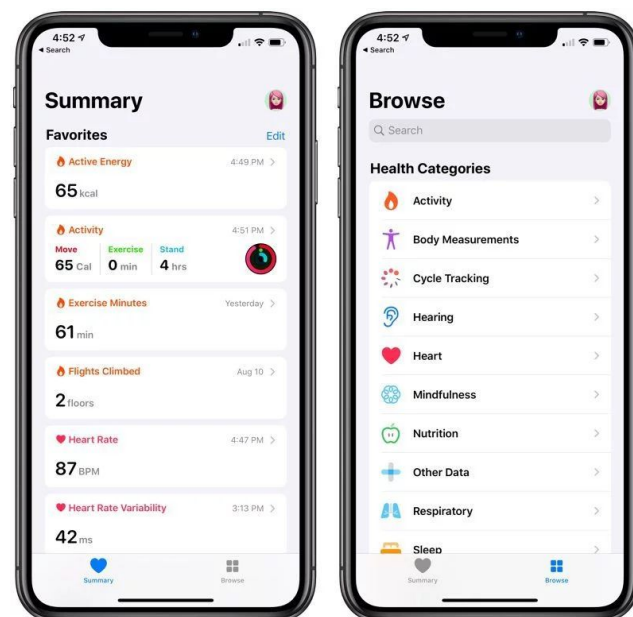 4:52
Search
Summary
Favorites
Edit
Active Energy
4:49 PM
65 kcal
Activity
4:51 PM
Move Exercise Stand
65 Cal 0 min 4 hrs
Exercise Minutes
Yesterday
61 min
Flights Climbed
Aug 10
2 floors
Heart Rate
4:47 PM
87 BPM
Heart Rate Variability
3:13 PM
42 ms
Summary
Browse
4:52
Search
Browse
Search
Health Categories
Activity
Body Measurements
Cycle Tracking
Hearing
Heart
Mindfulness
Nutrition
Other Data
Respiratory
Sleep
Summary
Browse